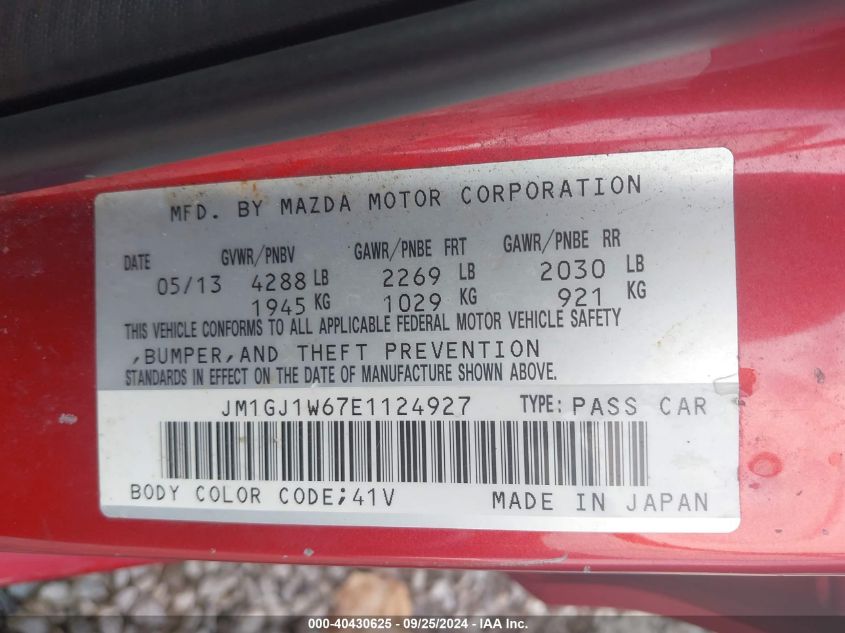 MFD. BY MAZDA MOTOR CORPORATION
DATE GVWR/PNBV GAWR/PNBE FRT GAWR/PNBE RR
05/13 4288 LB 2269 LB 2030 LB
1945 KG 1029 KG 921 KG
THIS VEHICLE CONFORMS TO ALL APPLICABLE FEDERAL MOTOR VEHICLE SAFETY
,BUMPER,AND THEFT PREVENTION
STANDARDS IN EFFECT ON THE DATE OF MANUFACTURE SHOWN ABOVE.
JM1GJ1W67E1124927 TYPE: PASS CAR
BODY COLOR CODE;41V MADE IN JAPAN
000-40430625 - 09/25/2024 - IAA Inc.